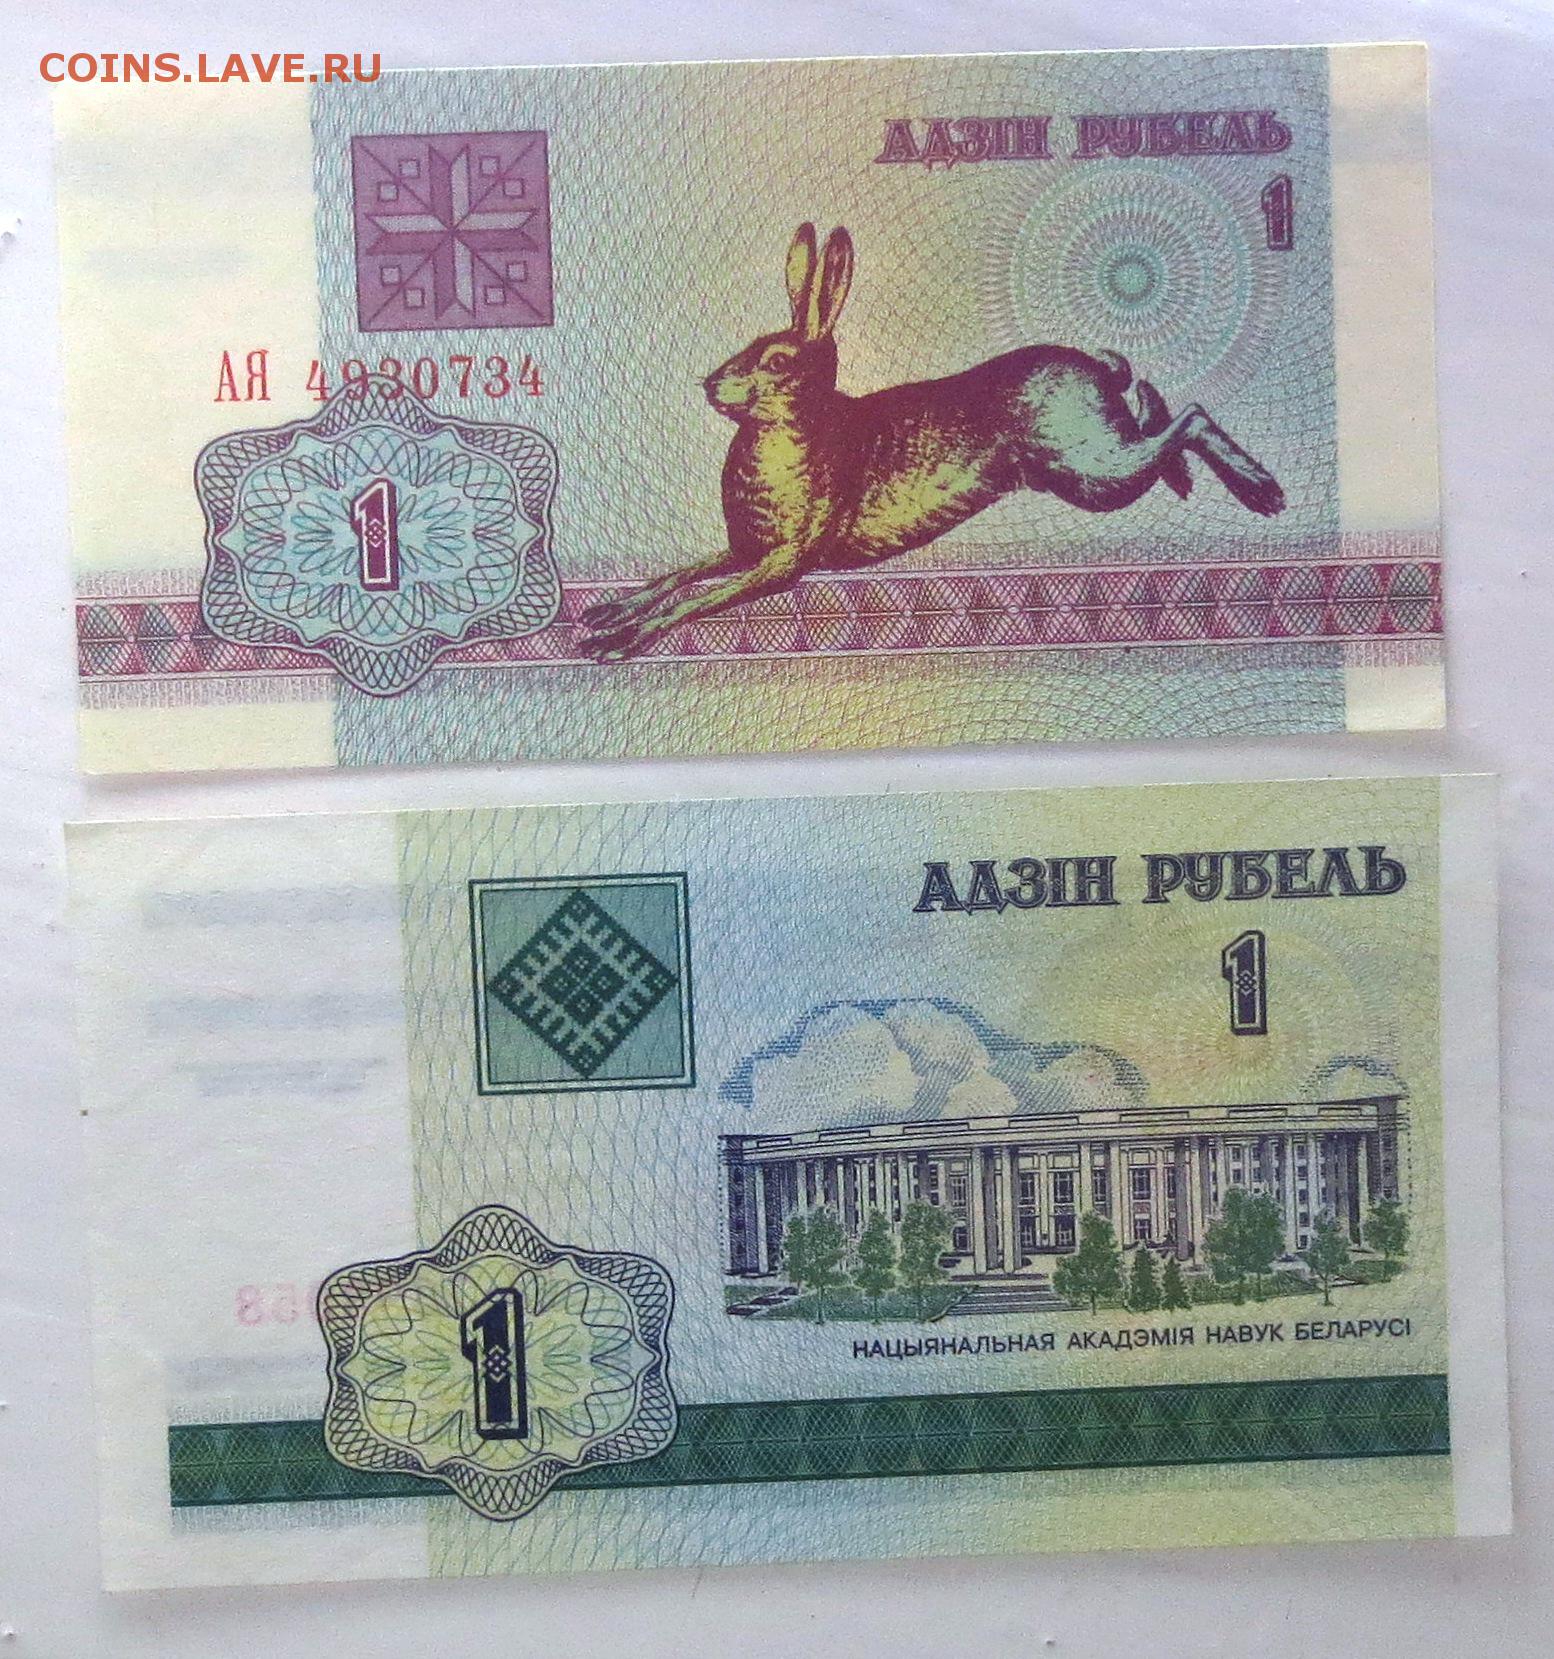 COINS.LAVE.RU
АДЗІН РУБЕЛЬ
1
АЯ 4930734
1
АДЗІН РУБЕЛЬ
1
НАЦЫЯНАЛЬНАЯ АКАДЭМІЯ НАВУК БЕЛАРУСІ
1